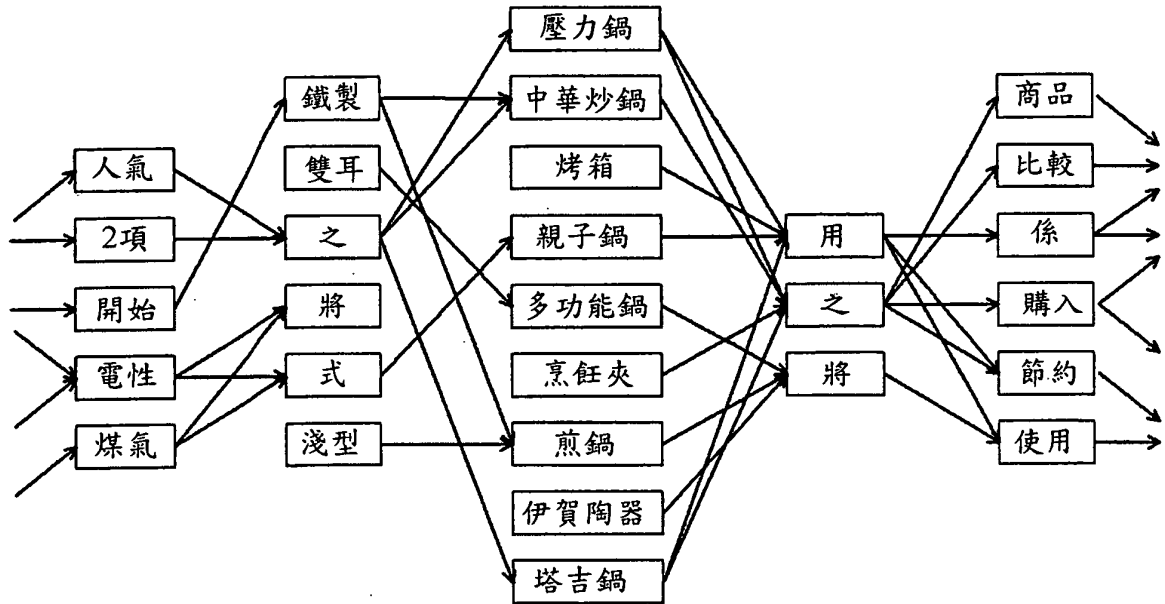 人氣
2項
開始
電性
煤氣
鐵製
雙耳
之
將
式
淺型
壓力鍋
中華炒鍋
烤箱
親子鍋
多功能鍋
烹飪夾
煎鍋
伊賀陶器
塔吉鍋
用
之
將
商品
比較
係
購入
節約
使用